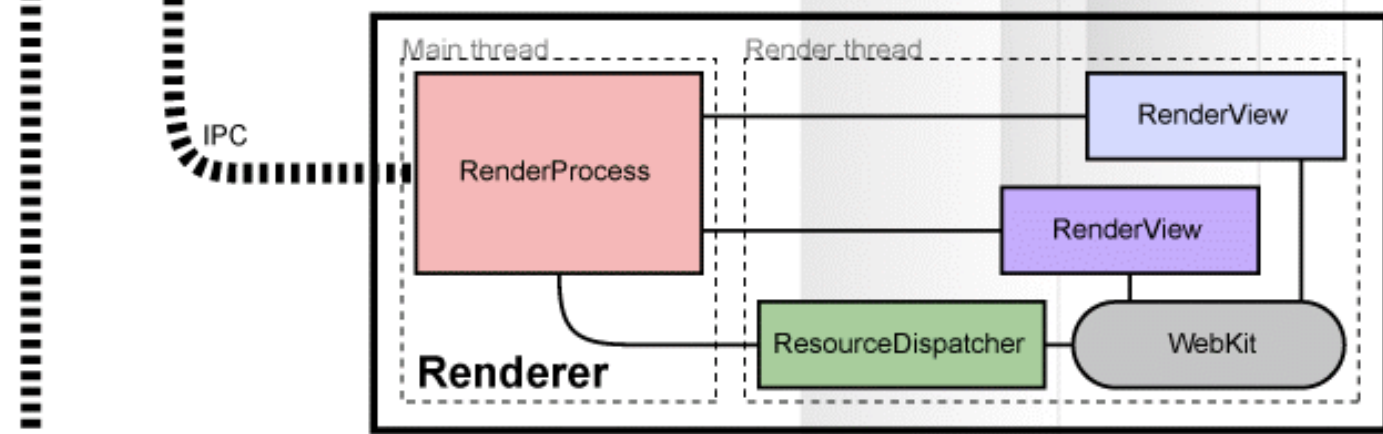 Main thread
Render thread
RenderView
IPC
RenderProcess
RenderView
ResourceDispatcher
WebKit
Renderer